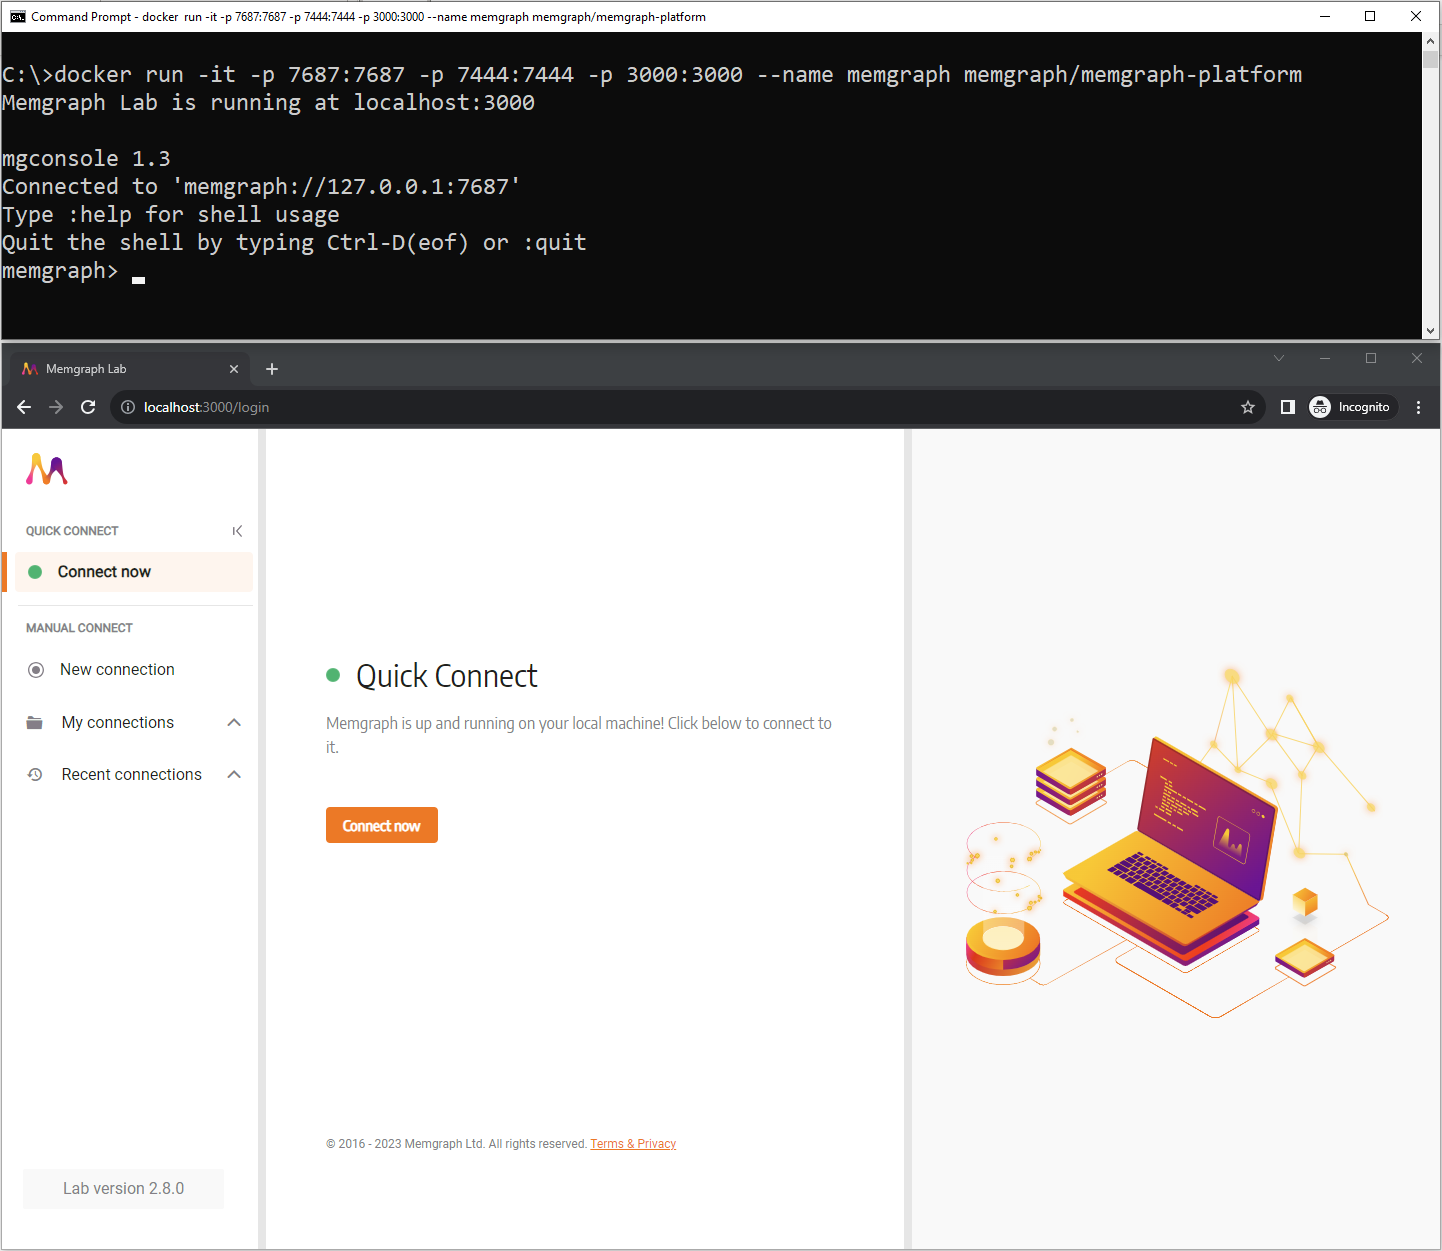 Command Prompt - docker  run -it -p 7687:7687 -p 7444:7444 -p 3000:3000 --name memgraph memgraph/memgraph-platform
C:\>docker run -it -p 7687:7687 -p 7444:7444 -p 3000:3000 --name memgraph memgraph/memgraph-platform
Memgraph Lab is running at localhost:3000
mgconsole 1.3
Connected to 'memgraph://127.0.0.1:7687'
Type :help for shell usage
Quit the shell by typing Ctrl-D(eof) or :quit
memgraph>
Memgraph Lab
localhost:3000/login
Incognito
QUICK CONNECT
Connect now
MANUAL CONNECT
New connection
My connections
Recent connections
Lab version 2.8.0
Quick Connect
Memgraph is up and running on your local machine! Click below to connect to
it.
Connect now
© 2016 - 2023 Memgraph Ltd. All rights reserved. Terms & Privacy